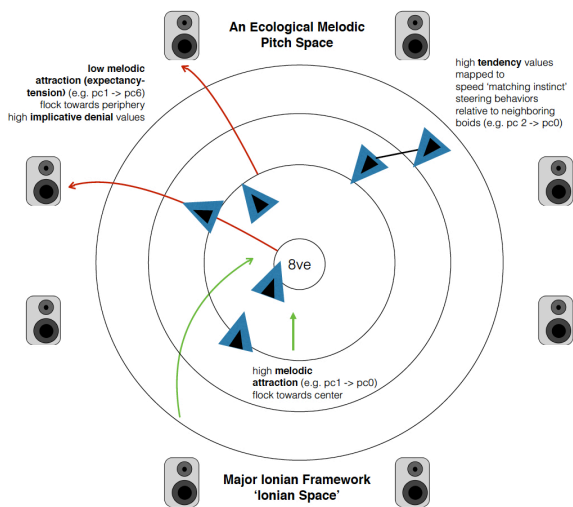 An Ecological Melodic
Pitch Space
low melodic
attraction (expectancy-
tension) (e.g. pc1 -> pc6)
flock towards periphery
high implicative denial values
high tendency values
mapped to
speed 'matching instinct'
steering behaviors
relative to neighboring
boids (e.g. pc 2 -> pc0)
8ve
high melodic
attraction (e.g. pc1 -> pc0)
flock towards center
Major Ionian Framework
'Ionian Space'